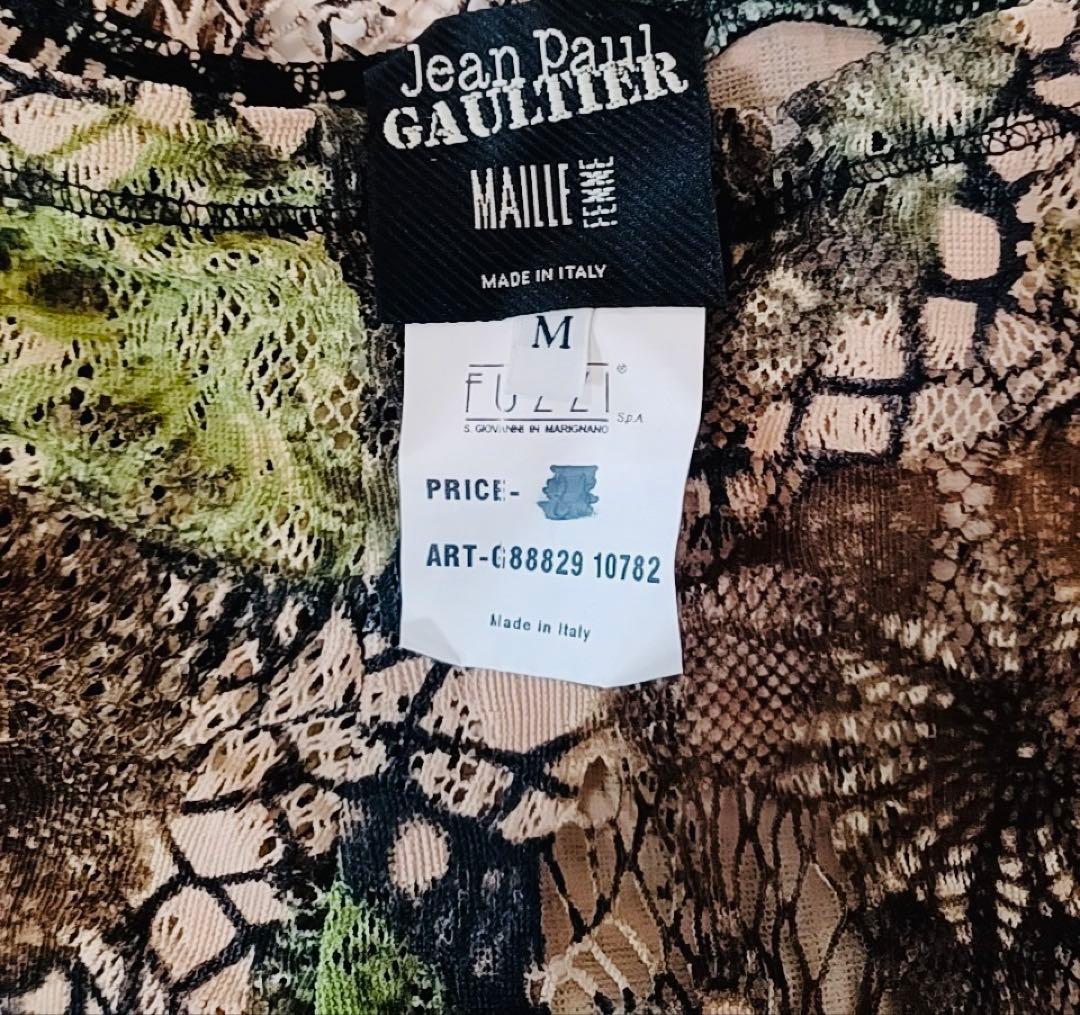 Jean Paul
GAULTIER
MAILLE FEMME
MADE IN ITALY
M
FUZZI ®
S.p.A.
S. GIOVANNI IN MARIGNANO
PRICE-
ART-G88829 10782
Made in Italy